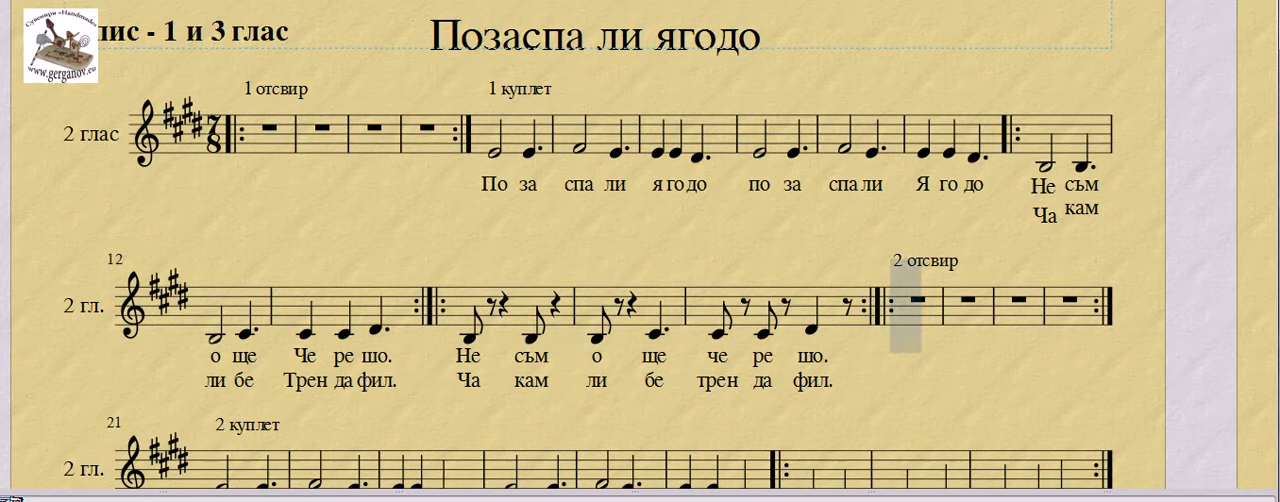 Сувенири «Handmade»
www.gerganov.eu
пис - 1 и 3 глас
Позаспа ли ягодо
1 отсвир
1 куплет
2 глас
7
8
По за спа ли я го до по за спа ли Я го до Не съм
Ча кам
12
2 отсвир
2 гл.
о ще Че ре шо. Не съм о ще че ре шо.
ли бе Трен да фил. Ча кам ли бе трен да фил.
21
2 куплет
2 гл.